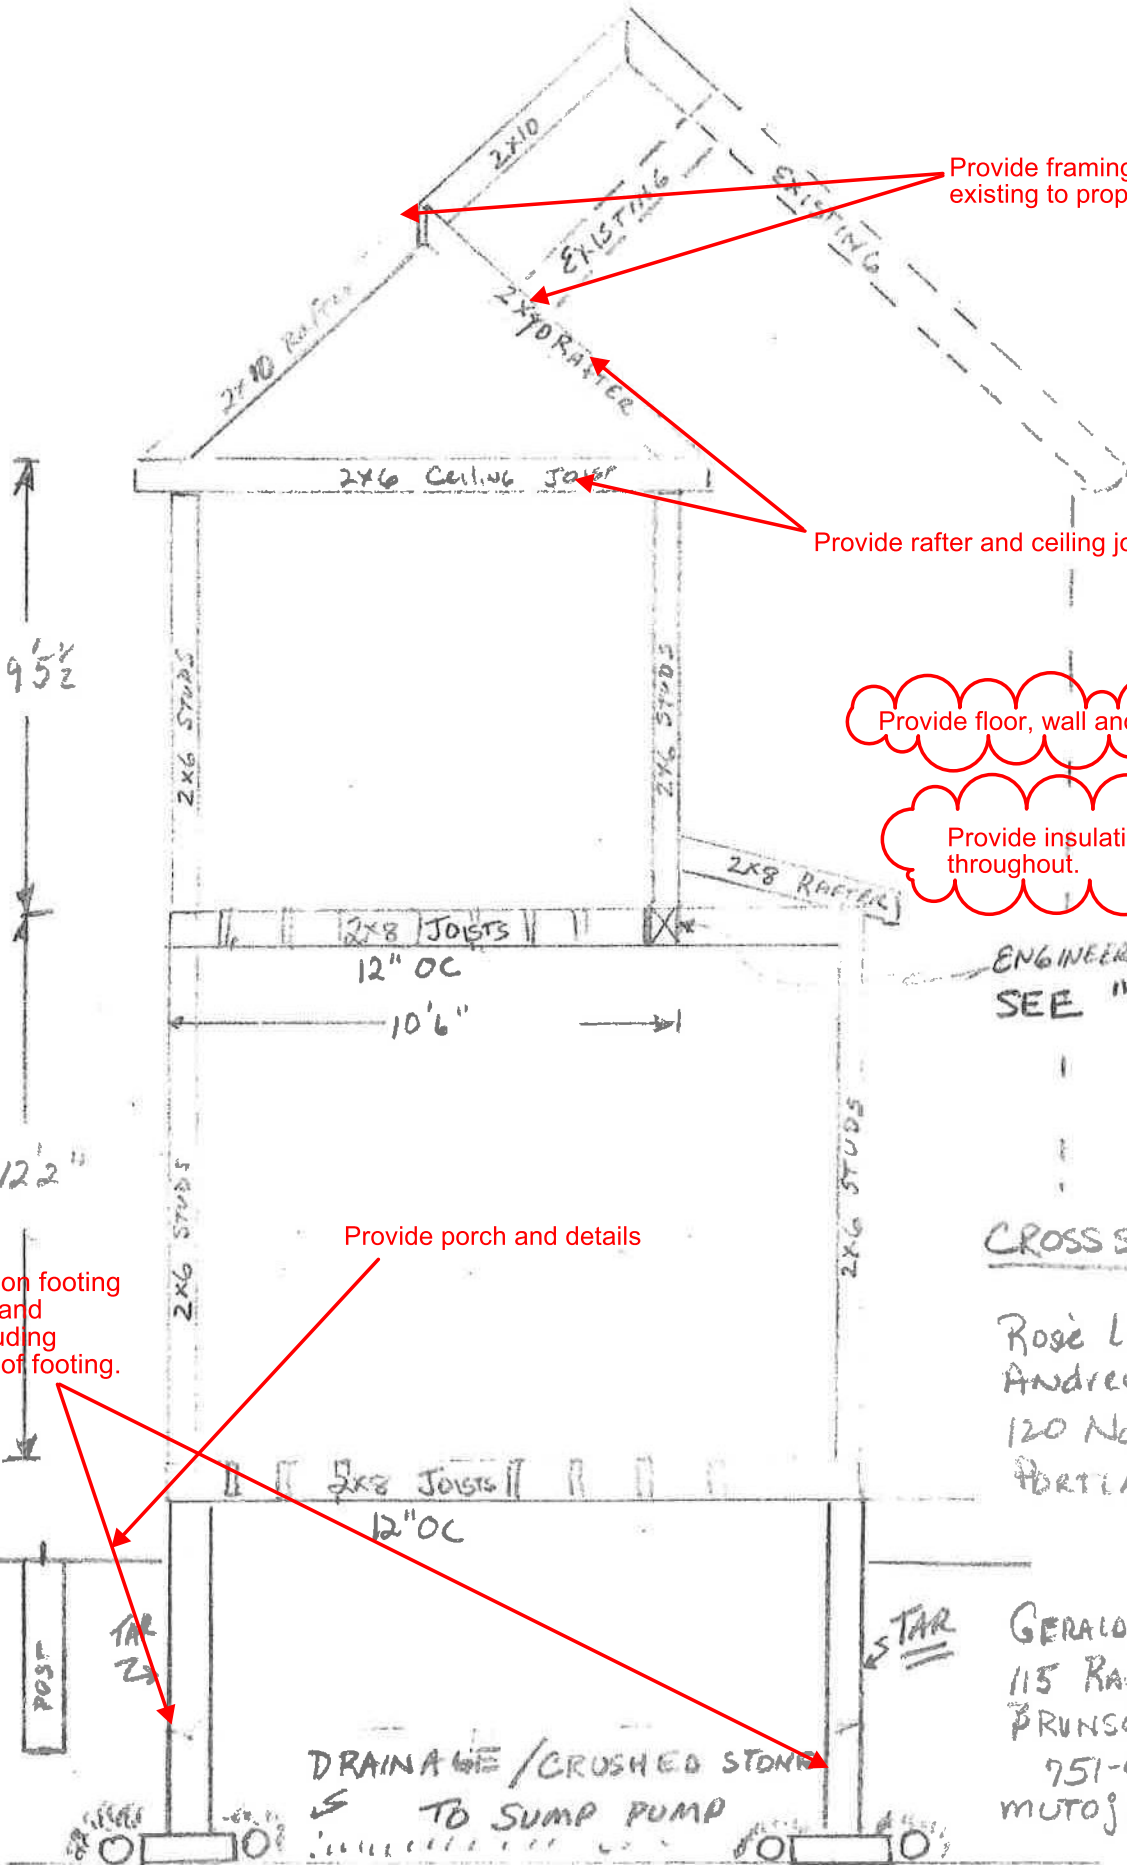 2x10
Provide framing
existing to prop
EXISTING
EXISTING
2x10 RAFTER
2x10 RAFTER
2x6 CEILING JOIST
Provide rafter and ceiling jo
9'5½
2x6 STUDS
2x6 STUDS
Provide floor, wall and
Provide insulati
throughout.
2x8 RAFTER
2x8 JOISTS
12" OC
ENGINEER
SEE "
10'6"
12'2"
2x6 STUDS
2x6 STUDS
Provide porch and details
CROSS S
on footing
and
uding
of footing.
Rosie L
Andrew
120 No
PORTLA
2x8 JOISTS
12" OC
POST
TAR
TAR
GERALD
115 RA
BRUNSW
751-
mutoj
DRAINAGE / CRUSHED STONE
TO SUMP PUMP